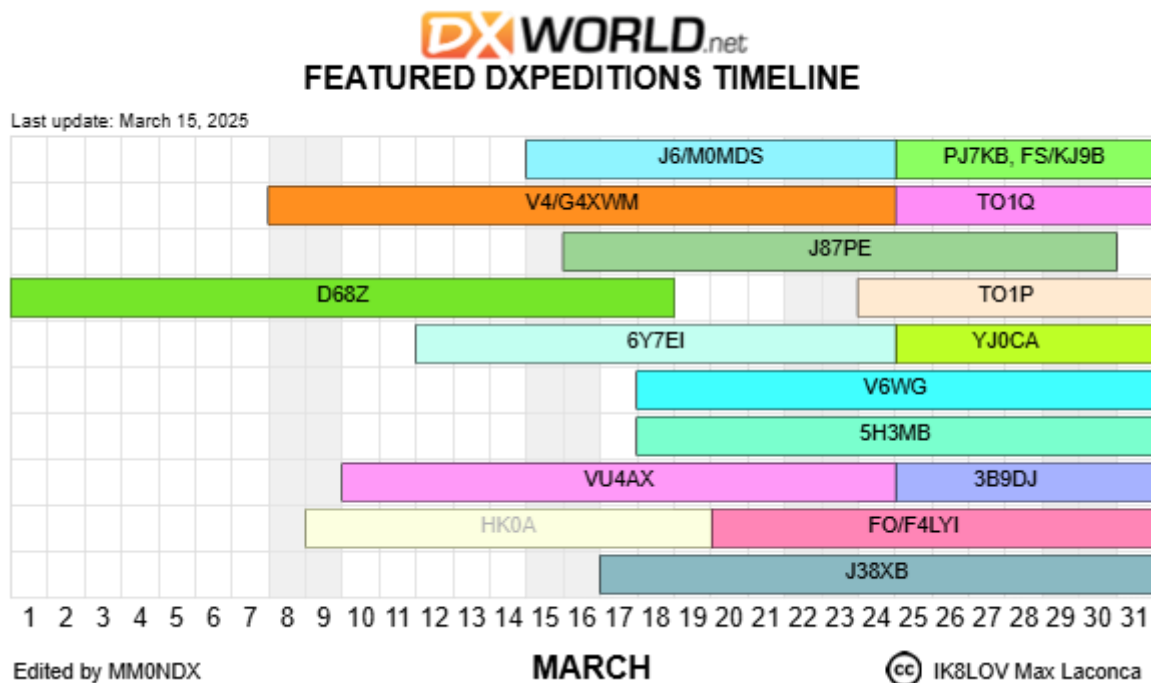 DX WORLD.net
FEATURED DXPEDITIONS TIMELINE
Last update: March 15, 2025
J6/M0MDS PJ7KB, FS/KJ9B
V4/G4XWM TO1Q
J87PE
D68Z TO1P
6Y7EI YJ0CA
V6WG
5H3MB
VU4AX 3B9DJ
HK0A FO/F4LYI
J38XB
1 2 3 4 5 6 7 8 9 10 11 12 13 14 15 16 17 18 19 20 21 22 23 24 25 26 27 28 29 30 31
Edited by MM0NDX MARCH cc IK8LOV Max Laconca